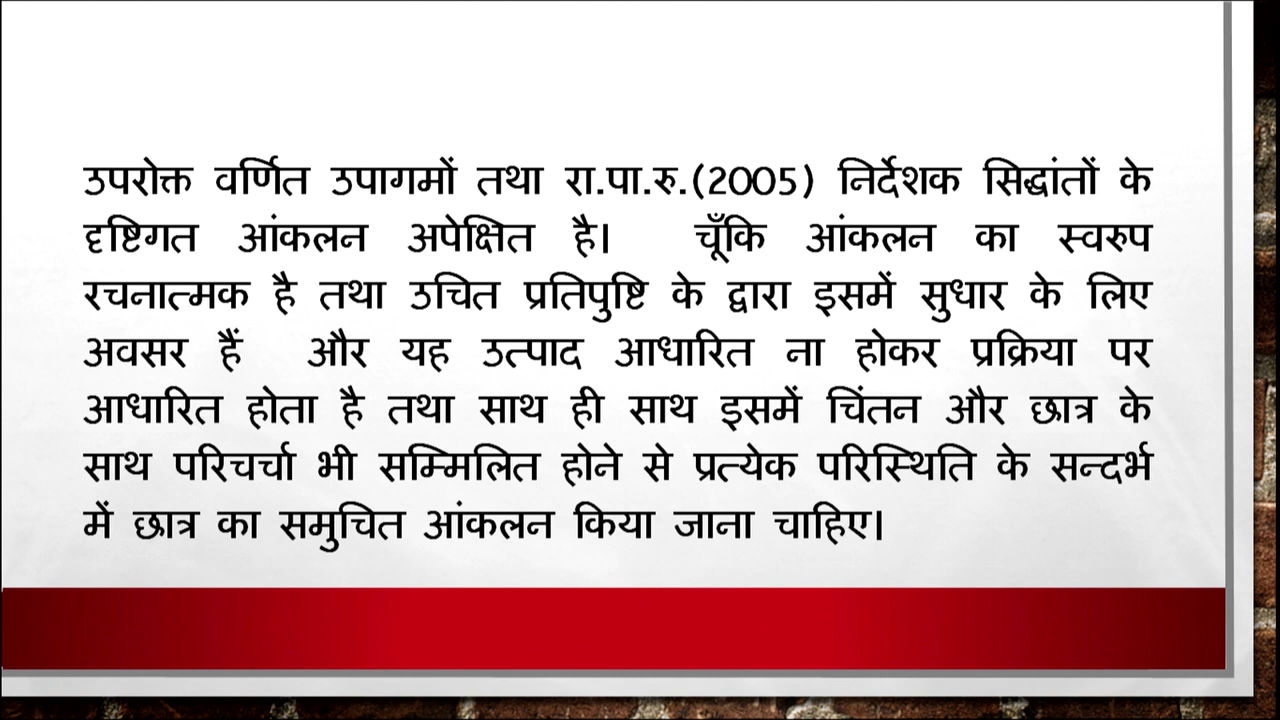 उपरोक्त वर्णित उपागमों तथा रा.पा.रु.(2005) निर्देशक सिद्धांतों के
दृष्टिगत आंकलन अपेक्षित है। चूँकि आंकलन का स्वरुप
रचनात्मक है तथा उचित प्रतिपुष्टि के द्वारा इसमें सुधार के लिए
अवसर हैं और यह उत्पाद आधारित ना होकर प्रक्रिया पर
आधारित होता है तथा साथ ही साथ इसमें चिंतन और छात्र के
साथ परिचर्चा भी सम्मिलित होने से प्रत्येक परिस्थिति के सन्दर्भ
में छात्र का समुचित आंकलन किया जाना चाहिए।